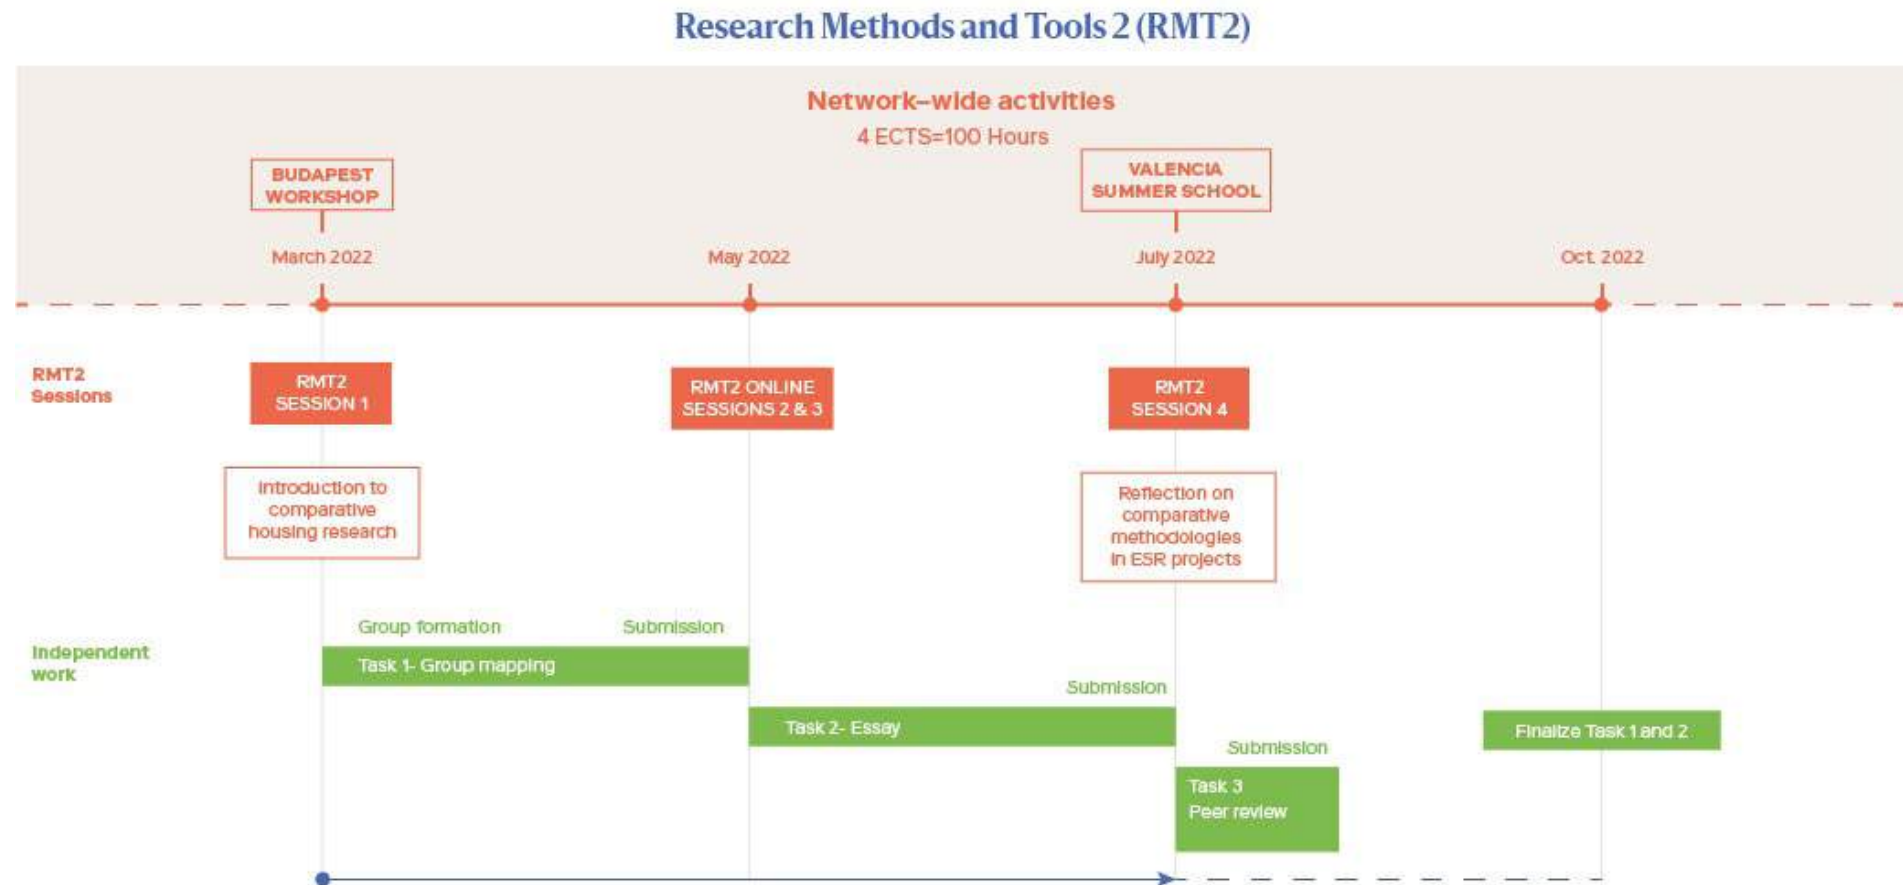 Research Methods and Tools 2 (RMT2)
Network-wide activities
4 ECTS=100 Hours
BUDAPEST
WORKSHOP
VALENCIA
SUMMER SCHOOL
March 2022
May 2022
July 2022
Oct. 2022
RMT2
Sessions
RMT2
SESSION 1
RMT2 ONLINE
SESSIONS 2 & 3
RMT2
SESSION 4
Introduction to
comparative
housing research
Reflection on
comparative
methodologies
in ESR projects
Independent
work
Group formation
Submission
Task 1- Group mapping
Submission
Task 2- Essay
Finalize Task 1 and 2
Submission
Task 3
Peer review